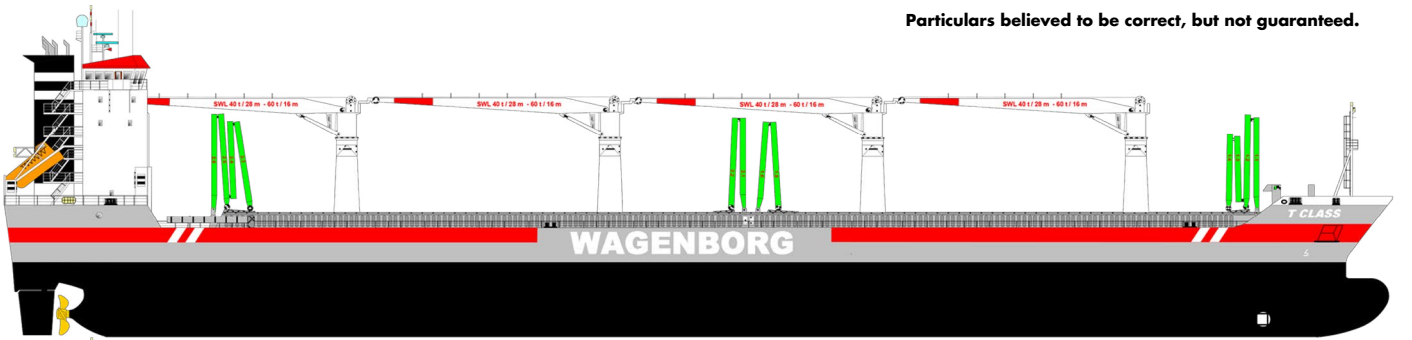 Particulars believed to be correct, but not guaranteed.
SWL 40 t / 28 m - 60 t / 16 m
SWL 40 t / 28 m - 60 t / 16 m
SWL 40 t / 28 m - 60 t / 16 m
SWL 40 t / 28 m - 60 t / 16 m
T CLASS
WAGENBORG